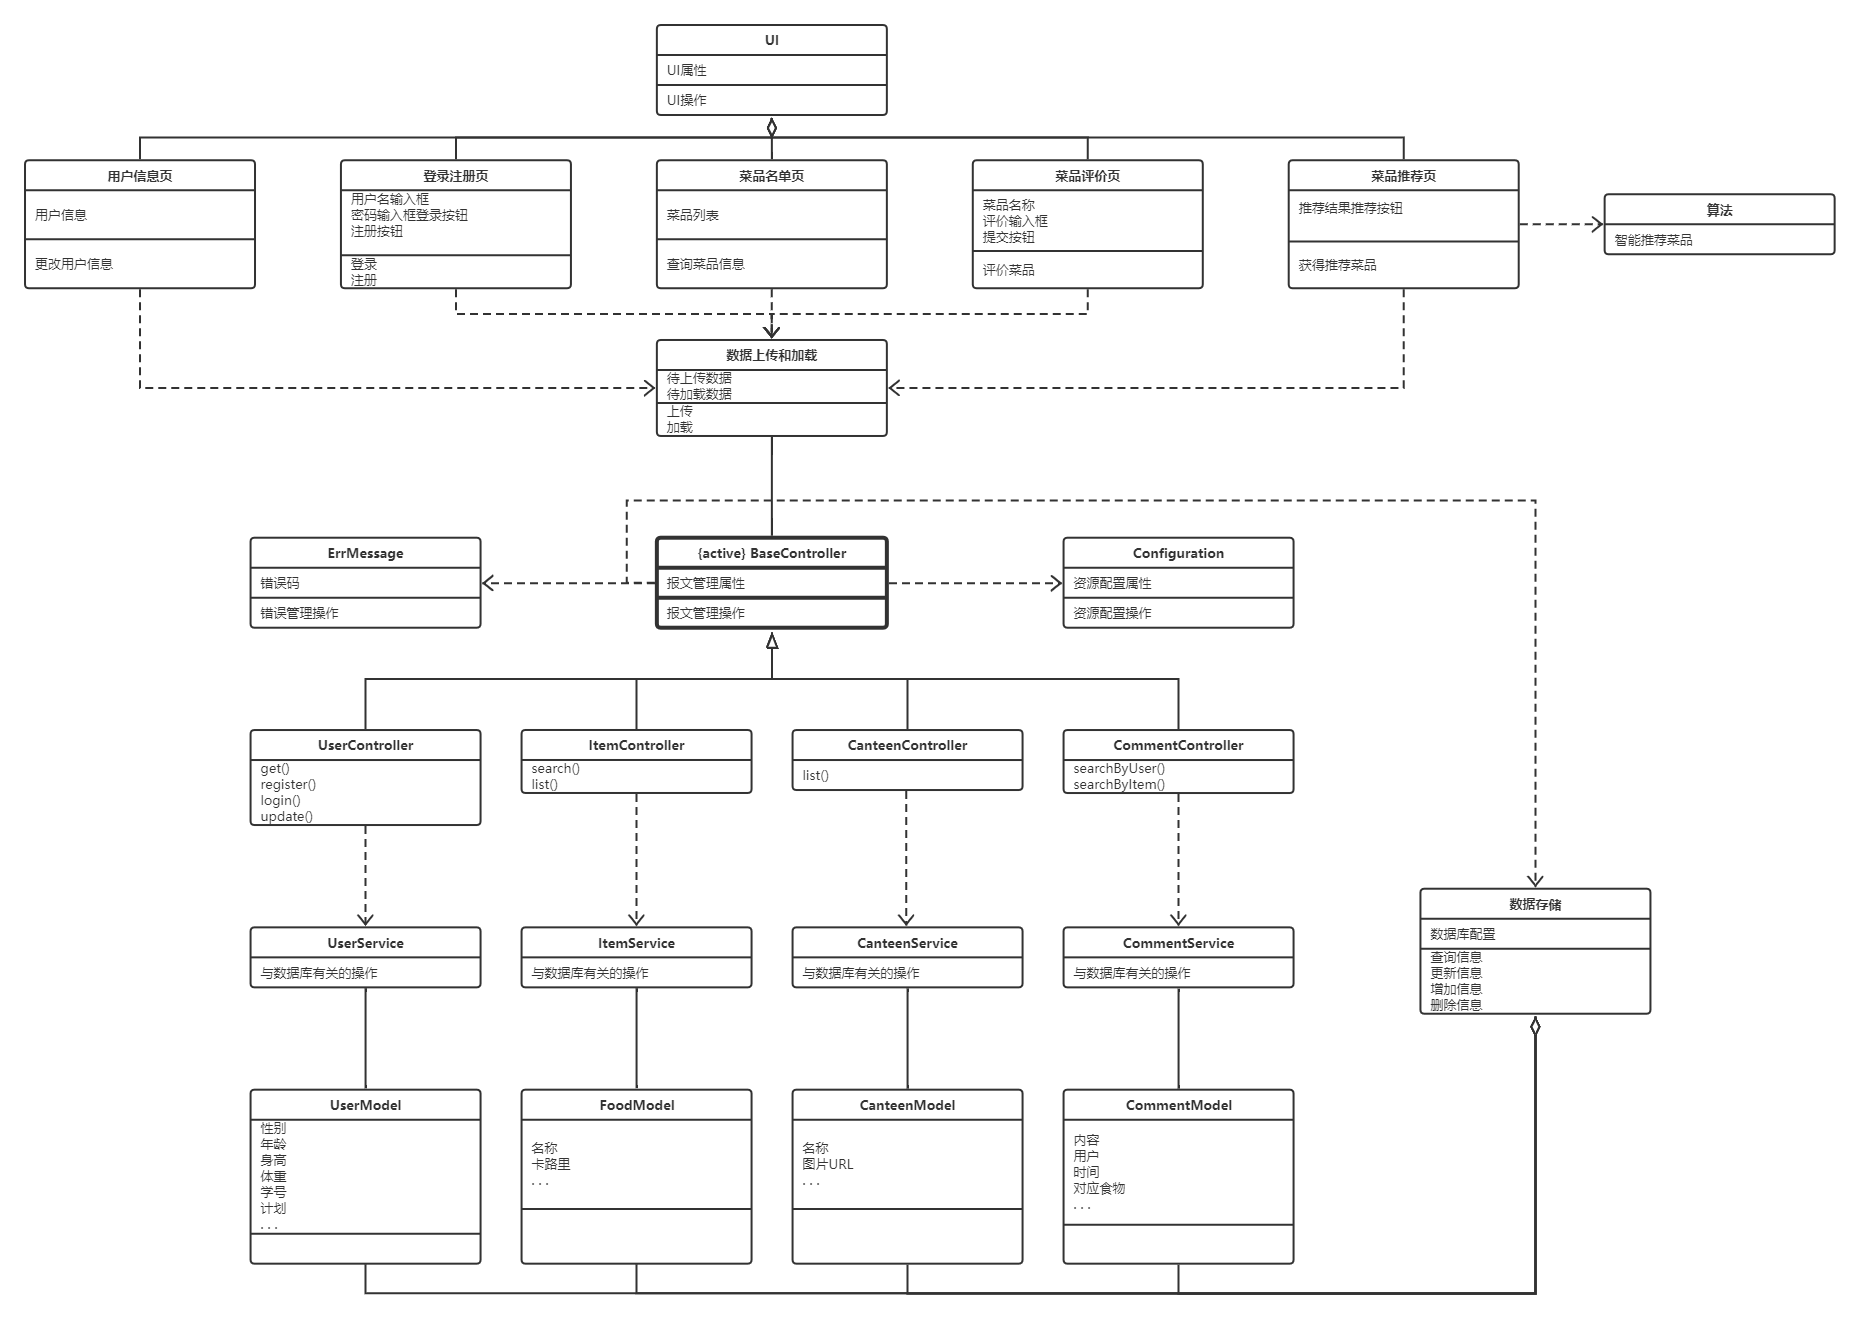 UI
UI属性
UI操作
用户信息页
用户信息
更改用户信息
登录注册页
用户名输入框
密码输入框登录按钮
注册按钮
登录
注册
菜品名单页
菜品列表
查询菜品信息
菜品评价页
菜品名称
评价输入框
提交按钮
评价菜品
菜品推荐页
推荐结果推荐按钮
获得推荐菜品
算法
智能推荐菜品
数据上传和加载
待上传数据
待加载数据
上传
加载
ErrMessage
错误码
错误管理操作
{active} BaseController
报文管理属性
报文管理操作
Configuration
资源配置属性
资源配置操作
UserController
get()
register()
login()
update()
ItemController
search()
list()
CanteenController
list()
CommentController
searchByUser()
searchByItem()
UserService
与数据库有关的操作
ItemService
与数据库有关的操作
CanteenService
与数据库有关的操作
CommentService
与数据库有关的操作
数据存储
数据库配置
查询信息
更新信息
增加信息
删除信息
UserModel
性别
年龄
身高
体重
学号
计划
...
FoodModel
名称
卡路里
...
CanteenModel
名称
图片URL
...
CommentModel
内容
用户
时间
对应食物
...